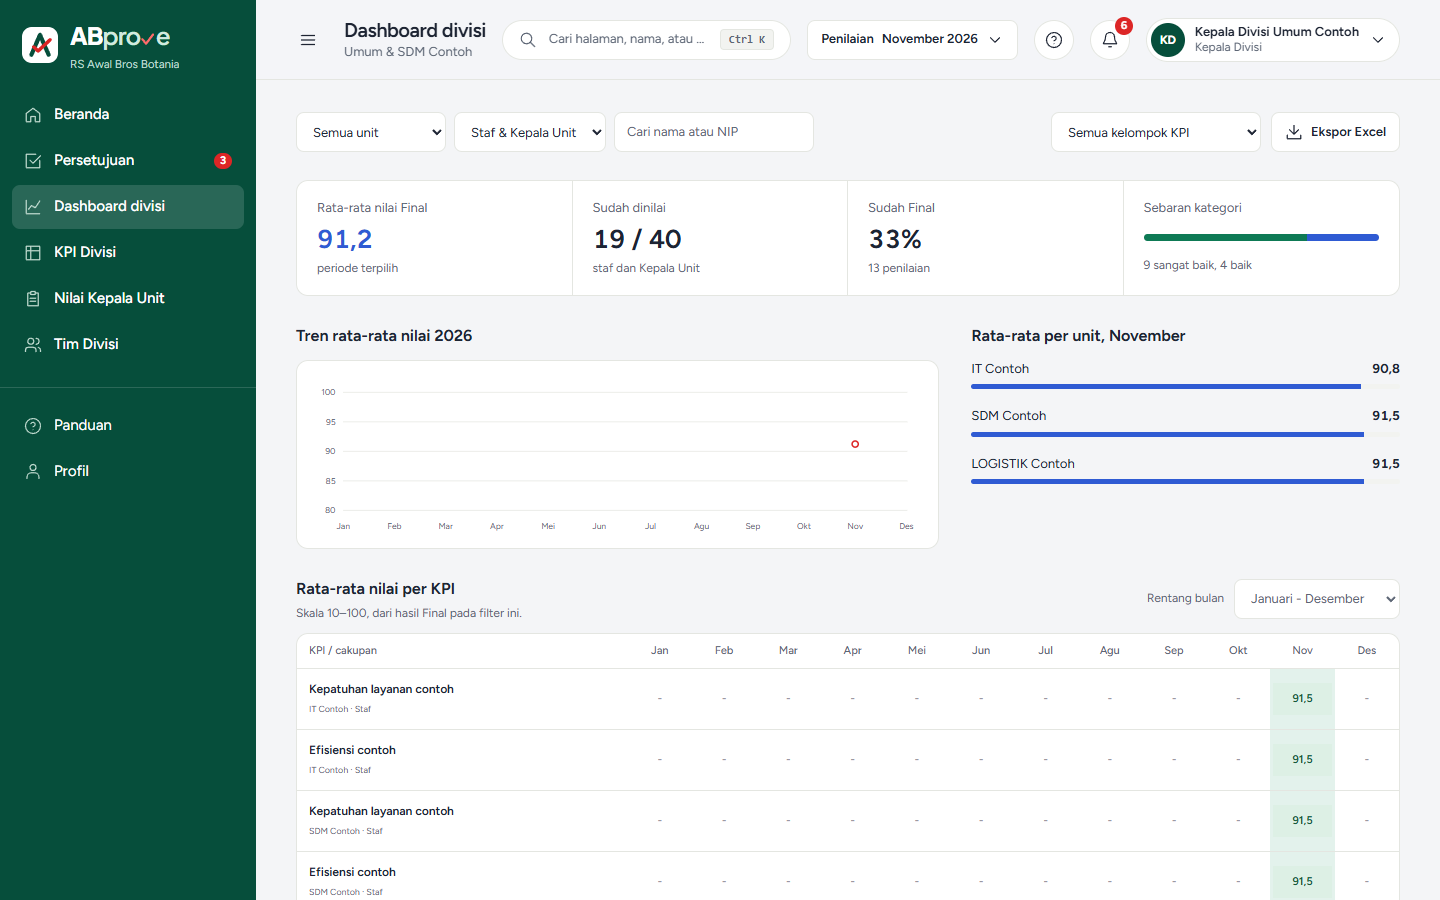 ABprove
RS Awal Bros Botania
Beranda
Persetujuan 3
Dashboard divisi
KPI Divisi
Nilai Kepala Unit
Tim Divisi
Panduan
Profil
Dashboard divisi
Umum & SDM Contoh
Cari halaman, nama, atau ... Ctrl K
Penilaian November 2026
6
KD
Kepala Divisi Umum Contoh
Kepala Divisi
Semua unit
Staf & Kepala Unit
Cari nama atau NIP
Semua kelompok KPI
Ekspor Excel
Rata-rata nilai Final
91,2
periode terpilih
Sudah dinilai
19 / 40
staf dan Kepala Unit
Sudah Final
33%
13 penilaian
Sebaran kategori
9 sangat baik, 4 baik
Tren rata-rata nilai 2026
100
95
90
85
80
Jan Feb Mar Apr Mei Jun Jul Agu Sep Okt Nov Des
Rata-rata per unit, November
IT Contoh 90,8
SDM Contoh 91,5
LOGISTIK Contoh 91,5
Rata-rata nilai per KPI
Skala 10–100, dari hasil Final pada filter ini.
Rentang bulan Januari - Desember
KPI / cakupan Jan Feb Mar Apr Mei Jun Jul Agu Sep Okt Nov Des
Kepatuhan layanan contoh
IT Contoh · Staf
- - - - - - - - - - 91,5 -
Efisiensi contoh
IT Contoh · Staf
- - - - - - - - - - 91,5 -
Kepatuhan layanan contoh
SDM Contoh · Staf
- - - - - - - - - - 91,5 -
Efisiensi contoh
SDM Contoh · Staf
- - - - - - - - - - 91,5 -